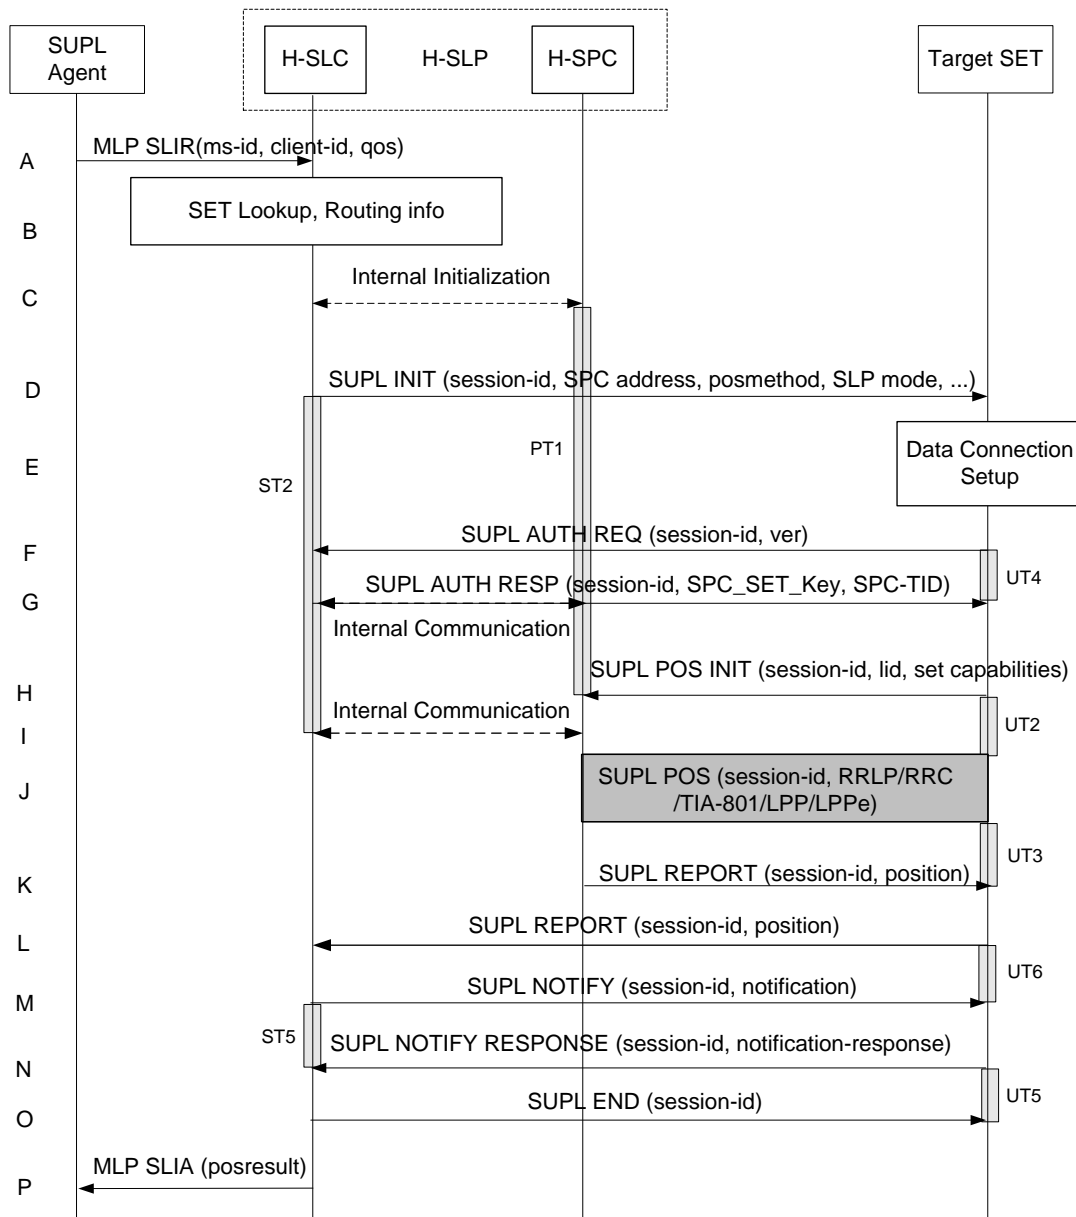 SUPL
Agent
H-SLC
H-SLP
H-SPC
Target SET
A
MLP SLIR(ms-id, client-id, qos)
B
SET Lookup, Routing info
C
Internal Initialization
D
SUPL INIT (session-id, SPC address, posmethod, SLP mode, ...)
E
ST2
PT1
Data Connection
Setup
F
SUPL AUTH REQ (session-id, ver)
UT4
G
SUPL AUTH RESP (session-id, SPC_SET_Key, SPC-TID)
Internal Communication
H
SUPL POS INIT (session-id, lid, set capabilities)
I
Internal Communication
UT2
J
SUPL POS (session-id, RRLP/RRC
/TIA-801/LPP/LPPe)
UT3
K
SUPL REPORT (session-id, position)
L
SUPL REPORT (session-id, position)
UT6
M
SUPL NOTIFY (session-id, notification)
ST5
N
SUPL NOTIFY RESPONSE (session-id, notification-response)
UT5
O
SUPL END (session-id)
P
MLP SLIA (posresult)